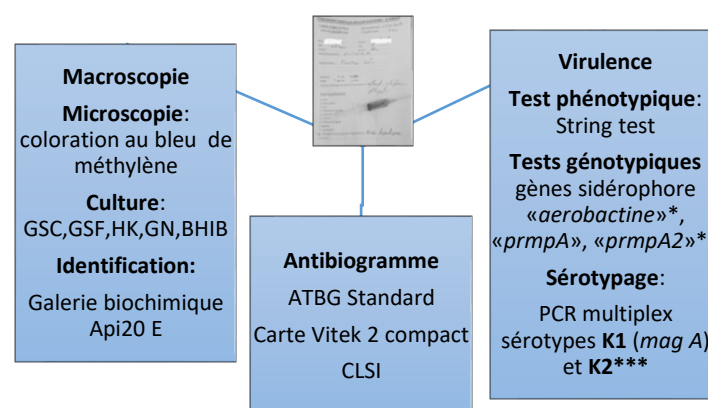 Macroscopie
Microscopie:
coloration au bleu de
méthylène
Culture:
GSC,GSF,HK,GN,BHIB
Identification:
Galerie biochimique
Api20 E
Antibiogramme
ATBG Standard
Carte Vitek 2 compact
CLSI
Virulence
Test phénotypique:
String test
Tests génotypiques
gènes sidérophore
«aerobactine»*,
«prmpA», «prmpA2»*
Sérotypage:
PCR multiplex
sérotypes K1 (mag A)
et K2***